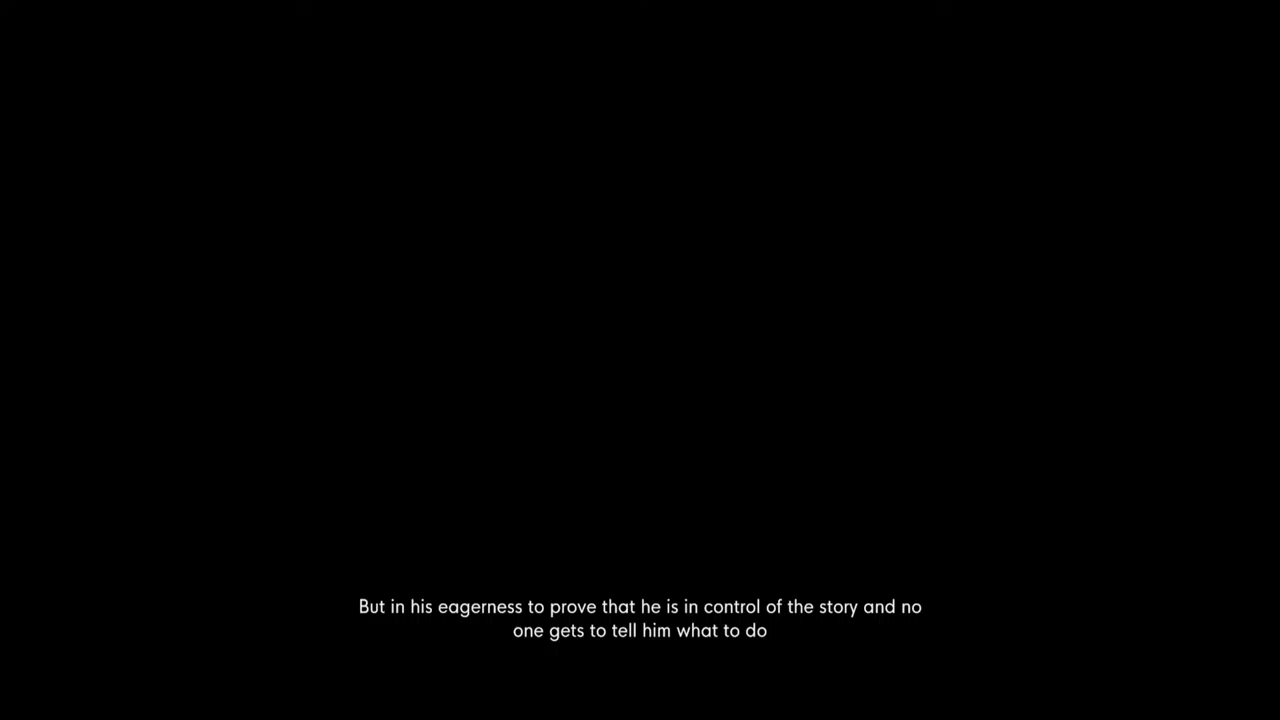 But in his eagerness to prove that he is in control of the story and no
one gets to tell him what to do